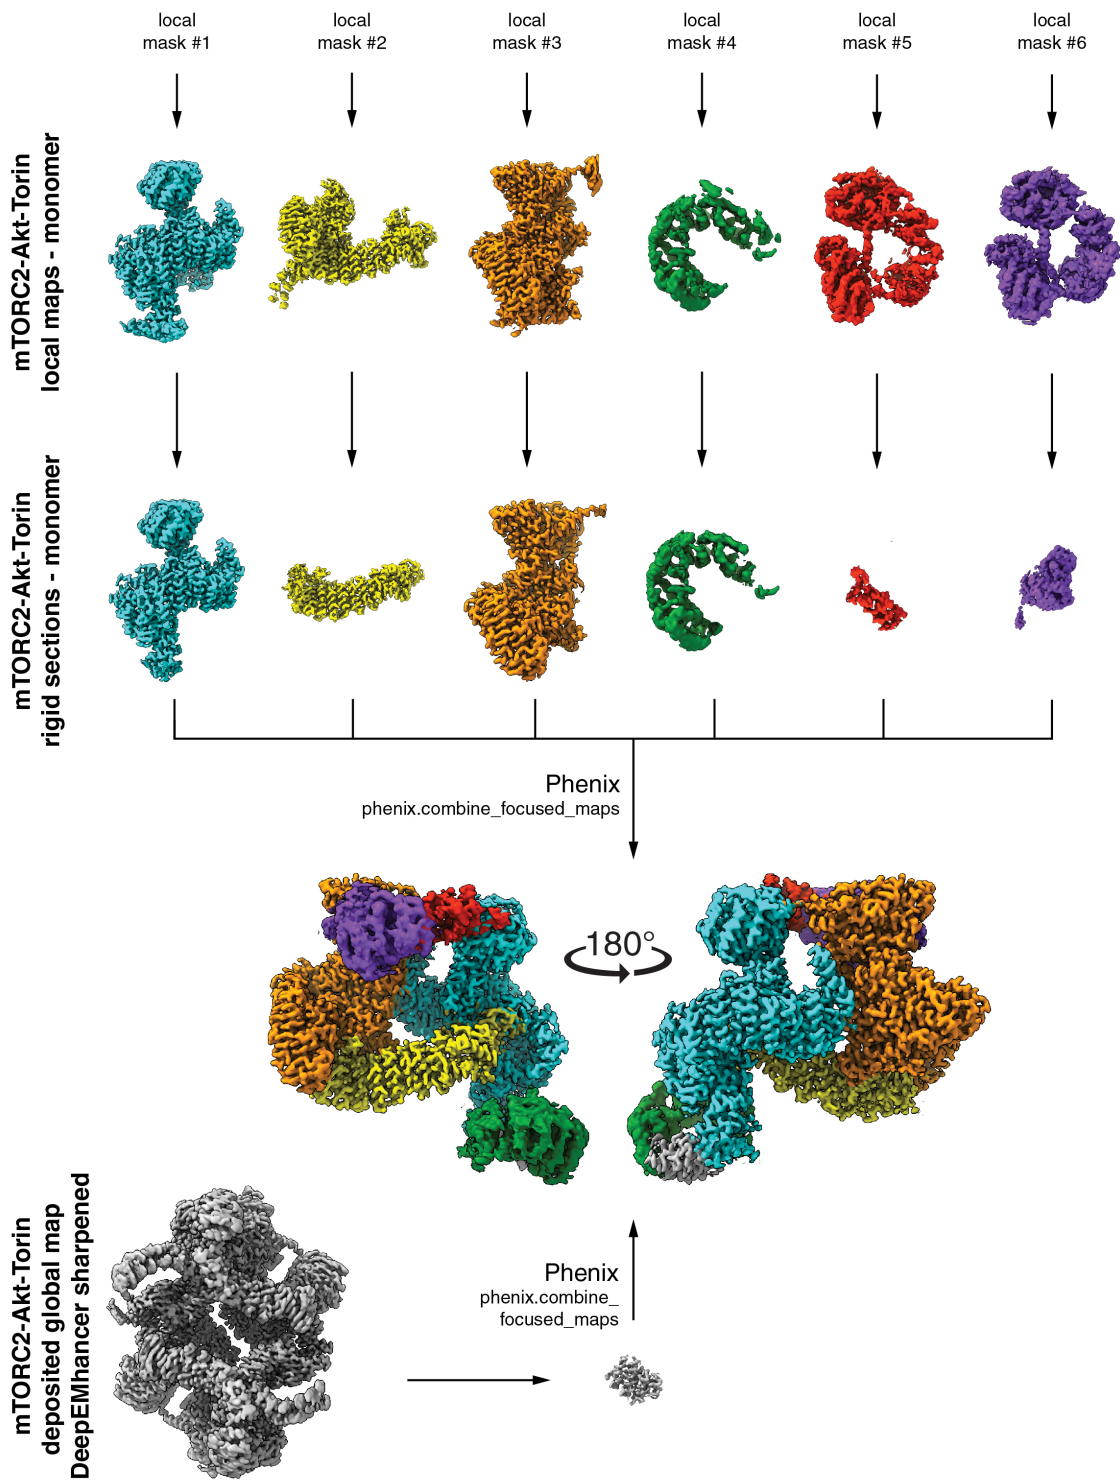 local
mask #1
local
mask #2
local
mask #3
local
mask #4
local
mask #5
local
mask #6
mTORC2-Akt-Torin
local maps - monomer
mTORC2-Akt-Torin
rigid sections - monomer
Phenix
phenix.combine_focused_maps
180°
mTORC2-Akt-Torin
deposited global map
DeepEMhancer sharpened
Phenix
phenix.combine_
focused_maps